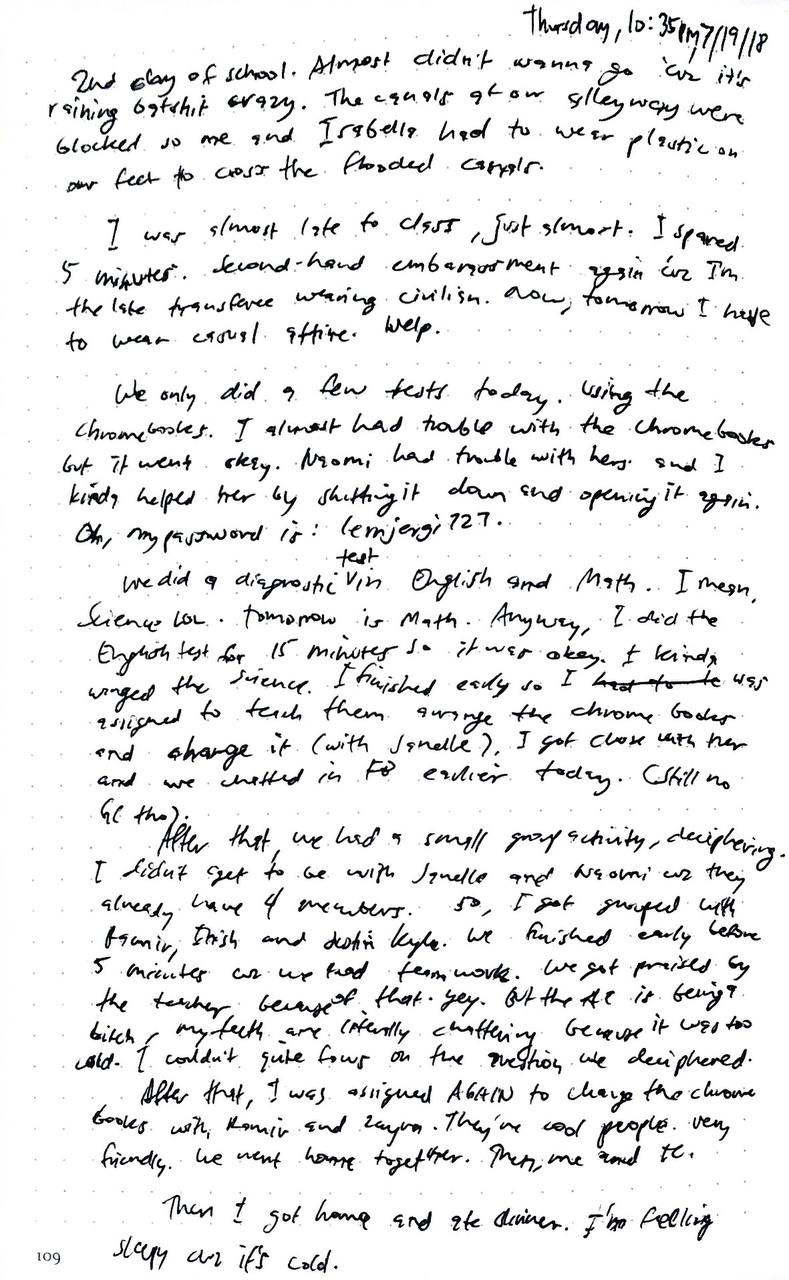 Thursday, 10:35pm, 7/19/18
2nd day of school. Almost didn't wanna go 'cuz it's
raining batshit crazy. The canals at our alleyway were
blocked so me and Isabella had to wear plastic on
our feet to cross the flooded canals.
I was almost late to class, just almost. I spared
5 minutes. Second-hand embarassment again 'cuz I'm
the late transferee wearing civilian. Aow, tomorrow I have
to wear casual attire. Welp.
We only did a few tests today. Using the
chromebooks. I almost had trouble with the chromebooks
but it went okay. Naomi had trouble with hers and I
kinda helped her by shutting it down and opening it again.
Oh, my password is: lemjergi727.
test
We did a diagnostic in English and Math. I mean,
Science LOL. Tomorrow is Math. Anyway, I did the
English test for 15 minutes so it was okay. I kinda
winged the science. I finished early so I had to be was
assigned to teach them arrange the chrome books
and charge it (with Janelle). I got close with her
and we chatted in FB earlier today. (Still no
GC tho).
After that, we had a small group activity, deciphering.
I didn't get to be with Janelle and Naomi cuz they
already have 4 members. So, I got grouped with
Irish and Kyla. We finished early before
5 minutes cuz we had teamwork. We got praised by
the teacher because of that. Yey. But the AC is being a
bitch, my teeth are literally chattering because it was too
cold. I couldn't quite focus on the question we deciphered.
After that, I was assigned AGAIN to charge the chrome
books with, and. They're cool people. very
friendly. We went home together. Then, me and TC.
Then I got home and ate dinner. I'm feeling
sleepy cuz it's cold.
109